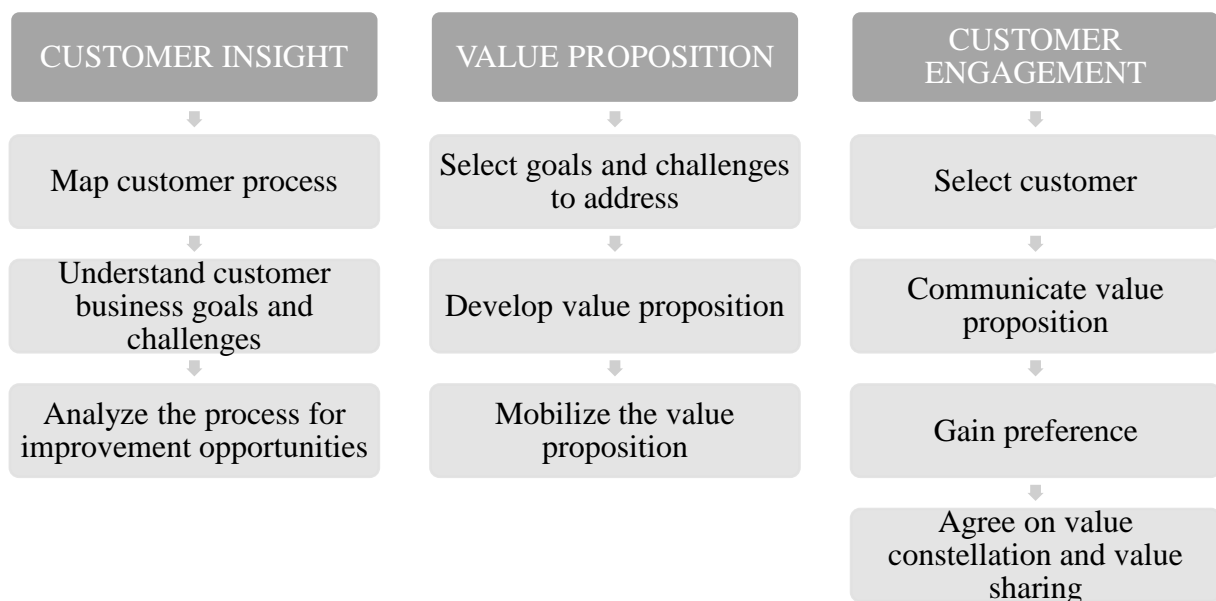 CUSTOMER INSIGHT
Map customer process
Understand customer
business goals and
challenges
Analyze the process for
improvement opportunities
VALUE PROPOSITION
Select goals and challenges
to address
Develop value proposition
Mobilize the value
proposition
CUSTOMER
ENGAGEMENT
Select customer
Communicate value
proposition
Gain preference
Agree on value
constellation and value
sharing